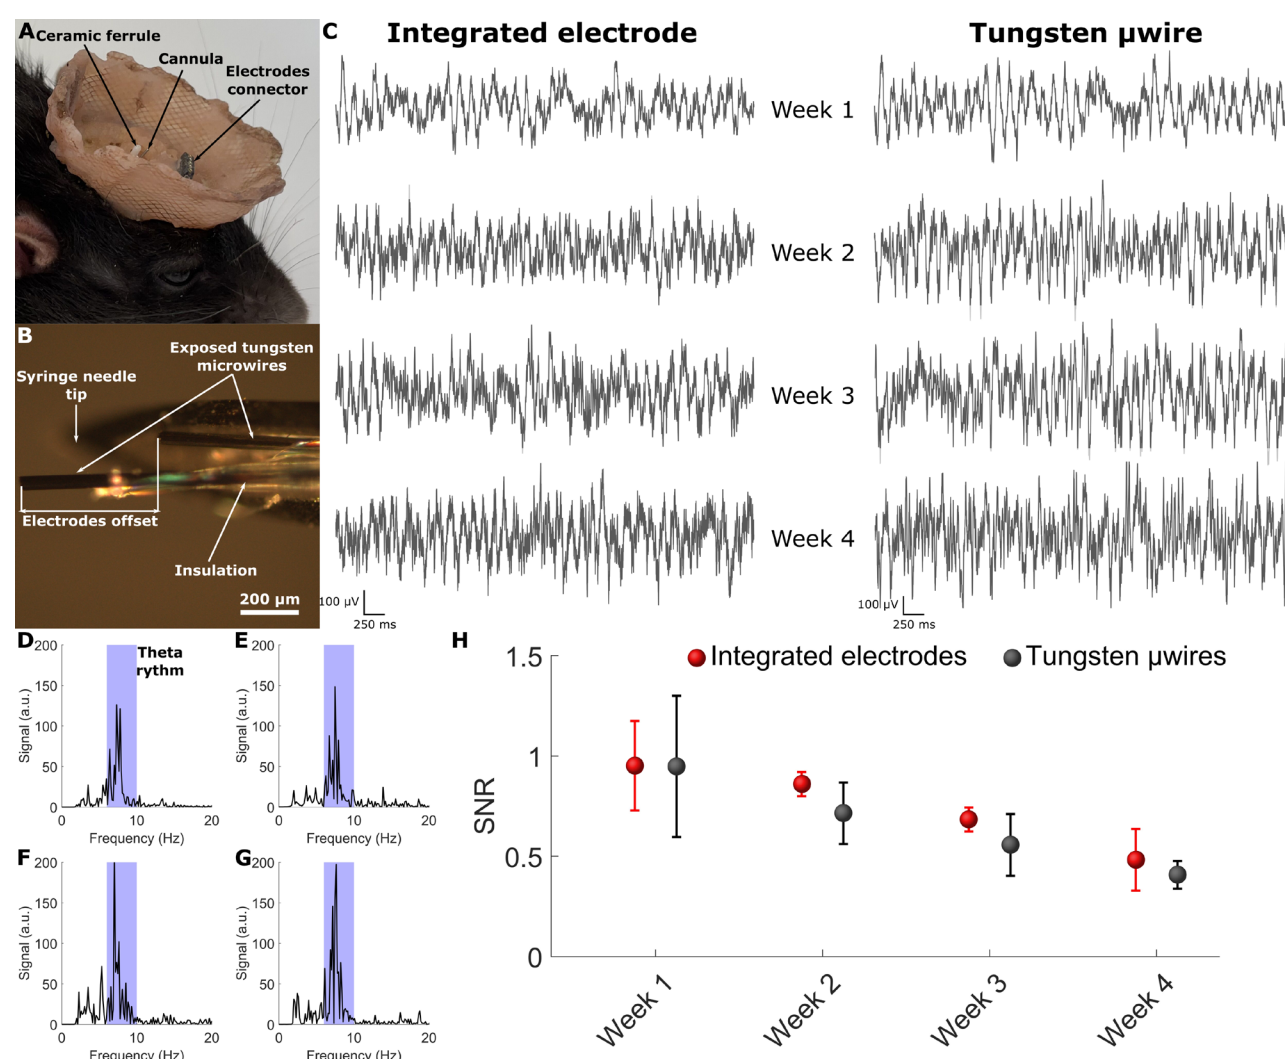 A
Ceramic ferrule
Cannula
Electrodes
connector
B
Exposed tungsten
microwires
Syringe needle
tip
Electrodes offset
Insulation
200 µm
C
Integrated electrode
Tungsten µwire
Week 1
Week 2
Week 3
Week 4
100 µV
250 ms
100 µV
250 ms
D
200
150
100
50
0
Signal (a.u.)
Theta
rythm
0
10
20
Frequency (Hz)
E
200
150
100
50
0
Signal (a.u.)
0
10
20
Frequency (Hz)
F
200
150
100
50
0
Signal (a.u.)
0
10
20
Frequency (Hz)
G
200
150
100
50
0
Signal (a.u.)
0
10
20
Frequency (Hz)
H
Integrated electrodes
Tungsten µwires
1.5
1
0.5
0
SNR
Week 1
Week 2
Week 3
Week 4